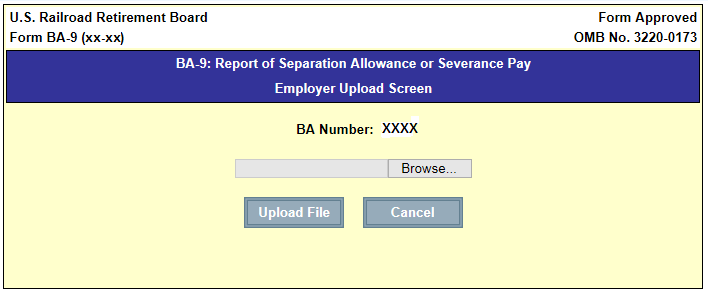 U.S. Railroad Retirement Board Form Approved
Form BA-9 (xx-xx) OMB No. 3220-0173
BA-9: Report of Separation Allowance or Severance Pay
Employer Upload Screen
BA Number: XXXX
Browse...
Upload File Cancel